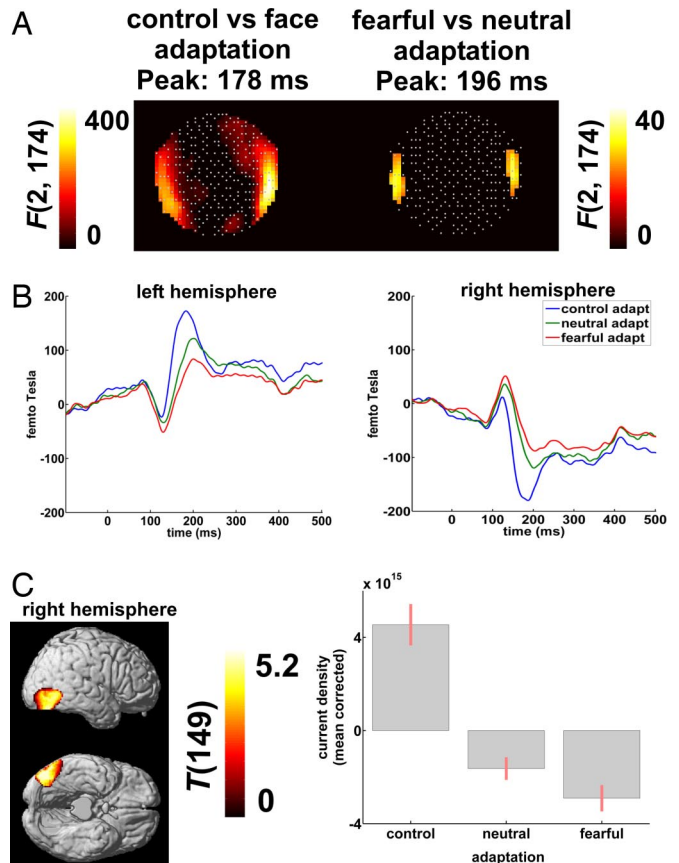 A
control vs face
adaptation
Peak: 178 ms
fearful vs neutral
adaptation
Peak: 196 ms
400
F(2, 174)
0
40
F(2, 174)
0
B
left hemisphere
200
100
0
-100
-200
femto Tesla
0 100 200 300 400 500
time (ms)
right hemisphere
control adapt
neutral adapt
fearful adapt
200
100
0
-100
-200
femto Tesla
0 100 200 300 400 500
time (ms)
C
right hemisphere
5.2
T(149)
0
x 10^15
4
0
-4
current density
(mean corrected)
control neutral fearful
adaptation